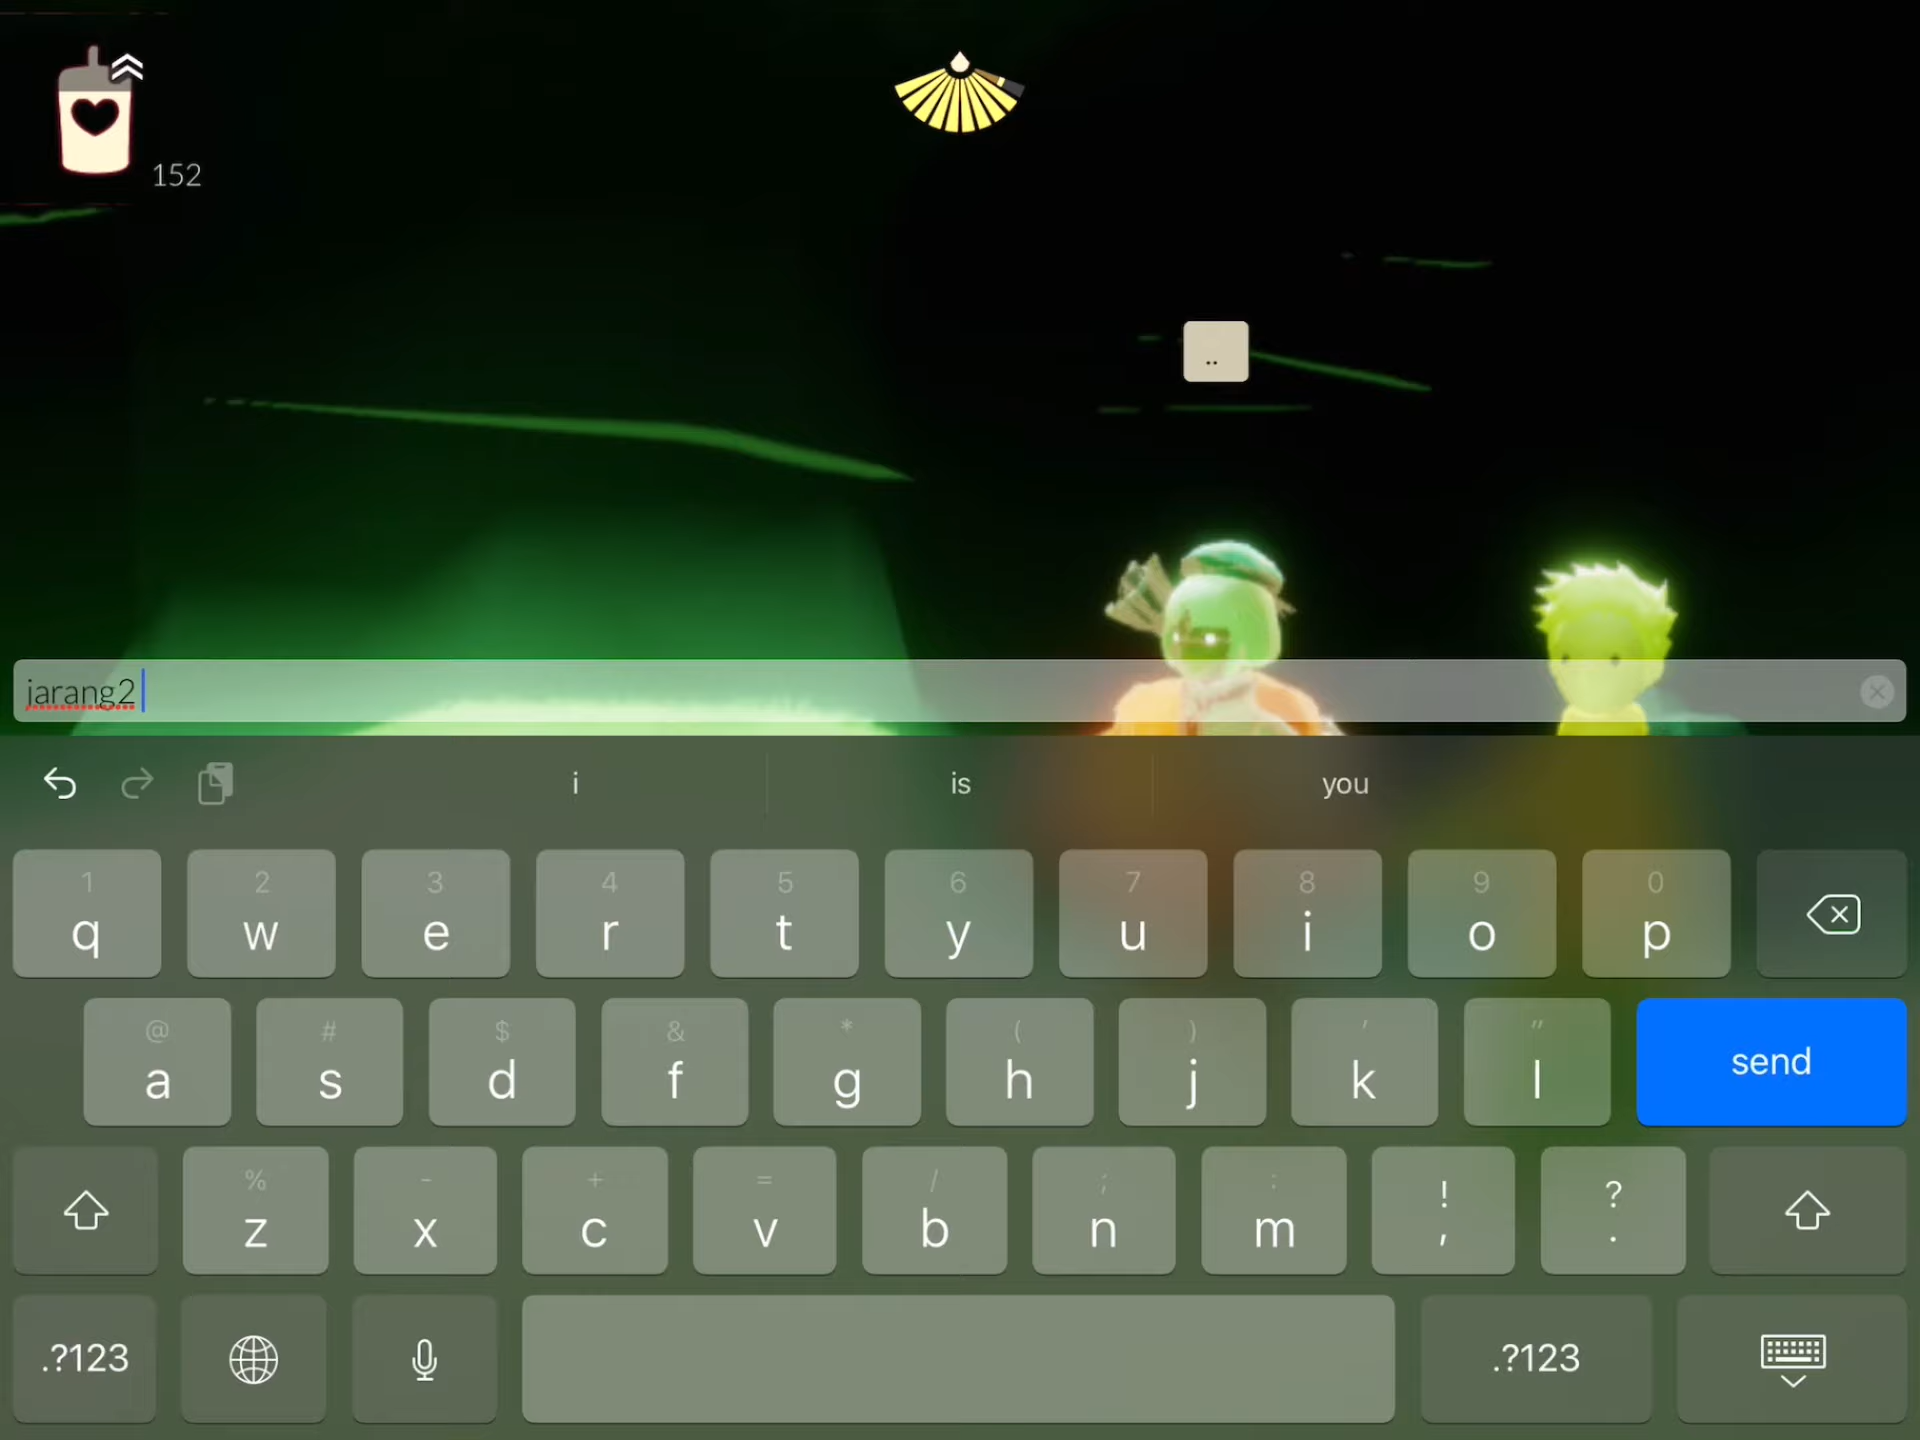 152
..
jarang2
i is you
1 2 3 4 5 6 7 8 9 0
q w e r t y u i o p
@ # $ & * ( ) ' "
a s d f g h j k l send
% - + = / ; : ! ?
z x c v b n m , .
.?123 .?123